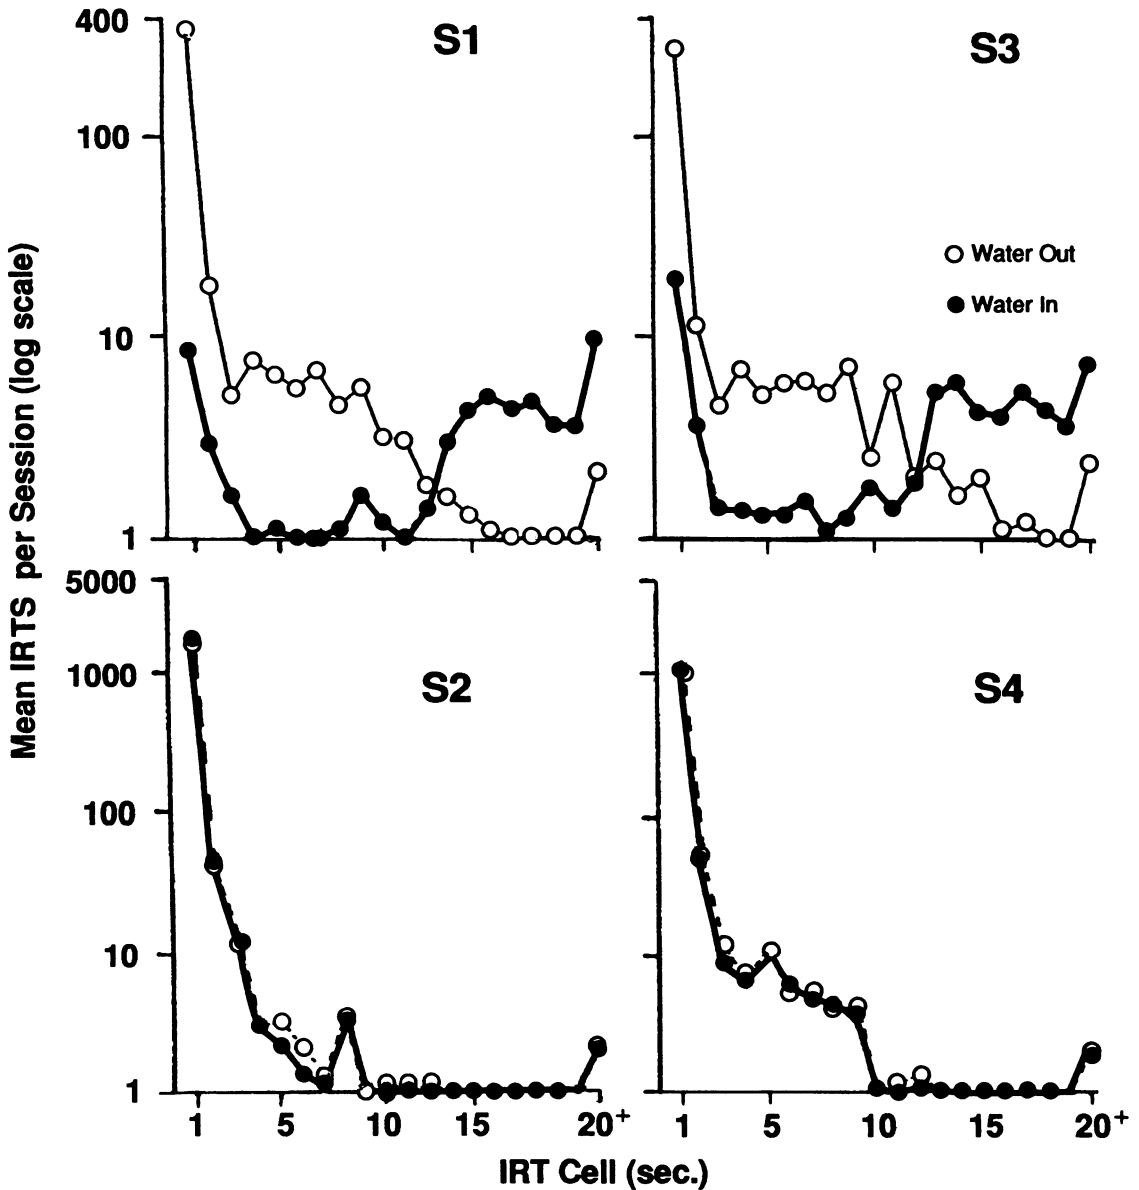 400
S1
S3
100
Water Out
Water In
10
1
Mean IRTS per Session (log scale)
5000
1000
S2
S4
100
10
1
1 5 10 15 20+
1 5 10 15 20+
IRT Cell (sec.)